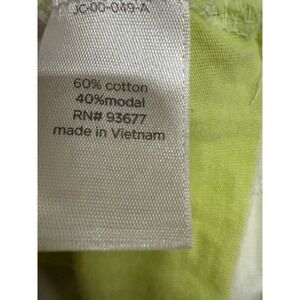 JC-00-049-A
60% cotton
40%modal
RN# 93677
made in Vietnam